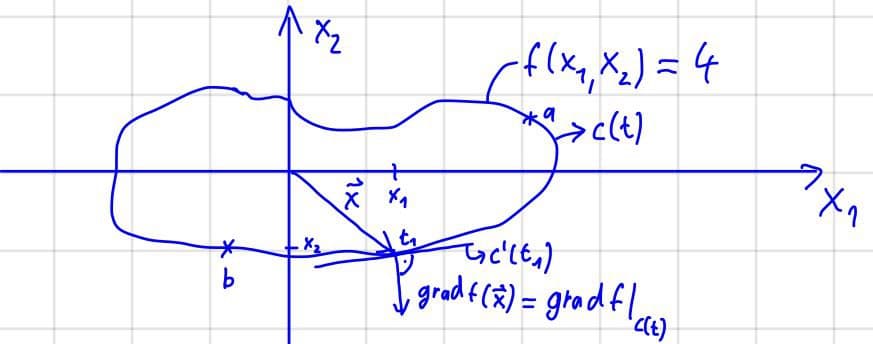 x₂
f(x₁,x₂) = 4
a
c(t)
x⃗
x₁
x₁
x₂
t₁
c'(t₁)
b
grad f(x⃗) = grad f|c(t)